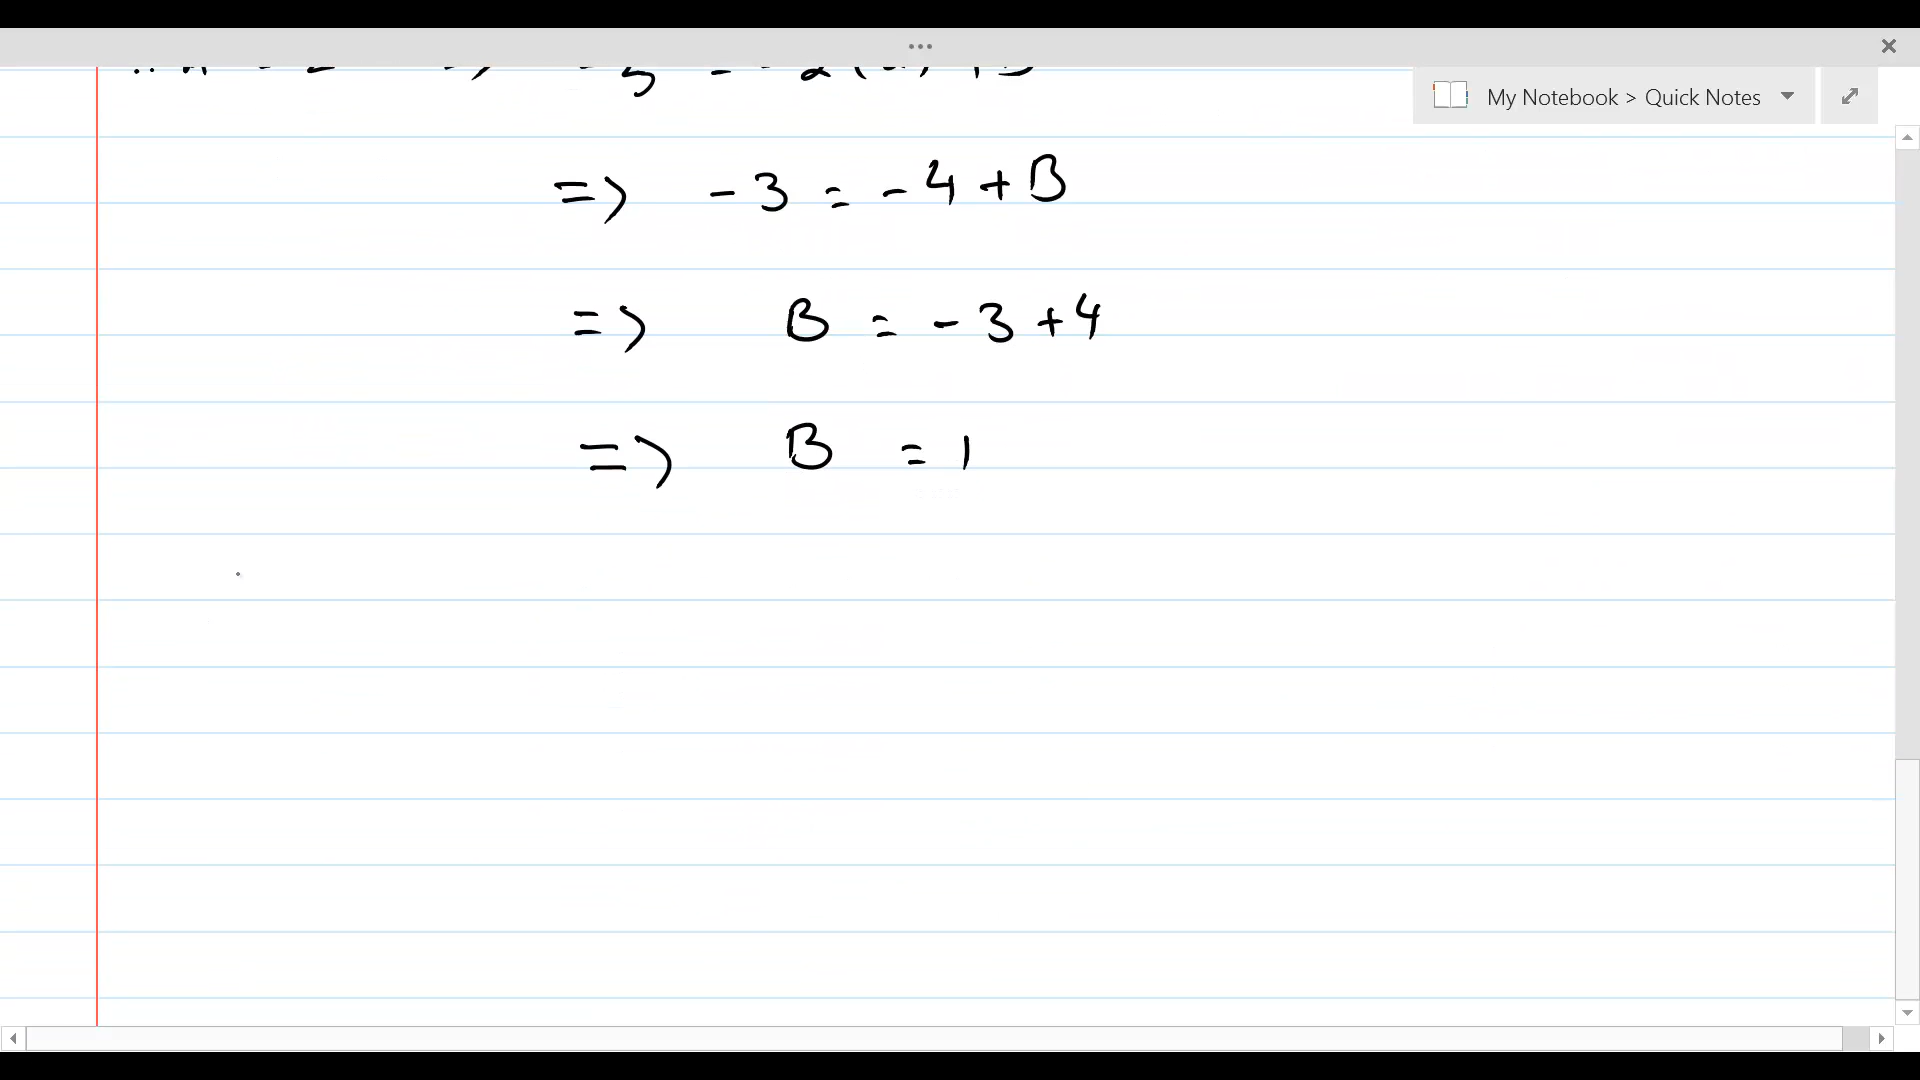 My Notebook > Quick Notes
=> - 3 = - 4 + B
=> B = - 3 + 4
=> B = 1